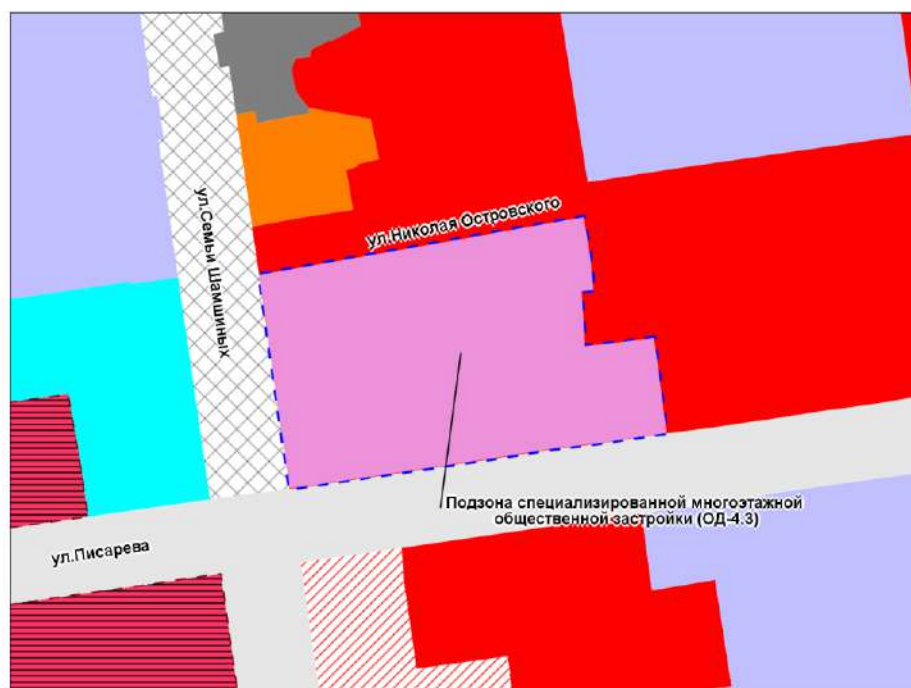 ул.Николая Островского
ул.Семьи Шамшиных
Подзона специализированной многоэтажной
общественной застройки (ОД-4.3)
ул.Писарева